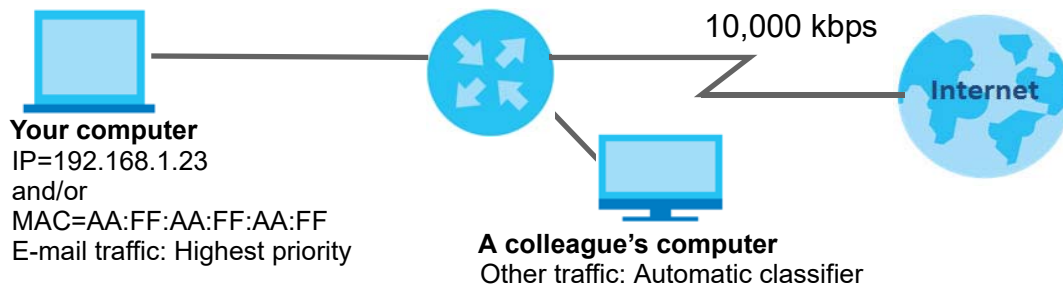 10,000 kbps
Internet
Your computer
IP=192.168.1.23
and/or
MAC=AA:FF:AA:FF:AA:FF
E-mail traffic: Highest priority
A colleague’s computer
Other traffic: Automatic classifier